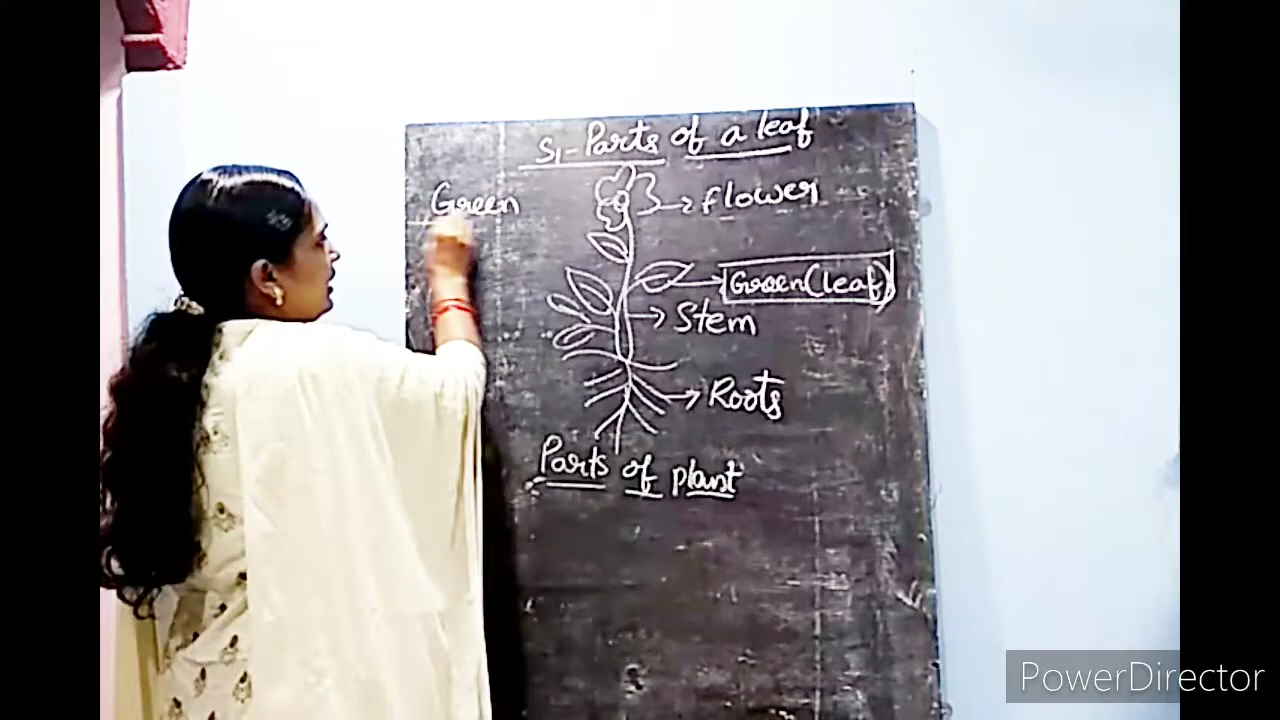 S1-Parts of a leaf
Green
flower
Green(leaf)
Stem
Roots
Parts of plant
PowerDirector